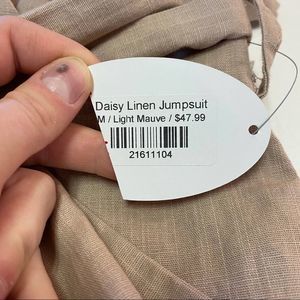 Daisy Linen Jumpsuit
M / Light Mauve / $47.99
21611104